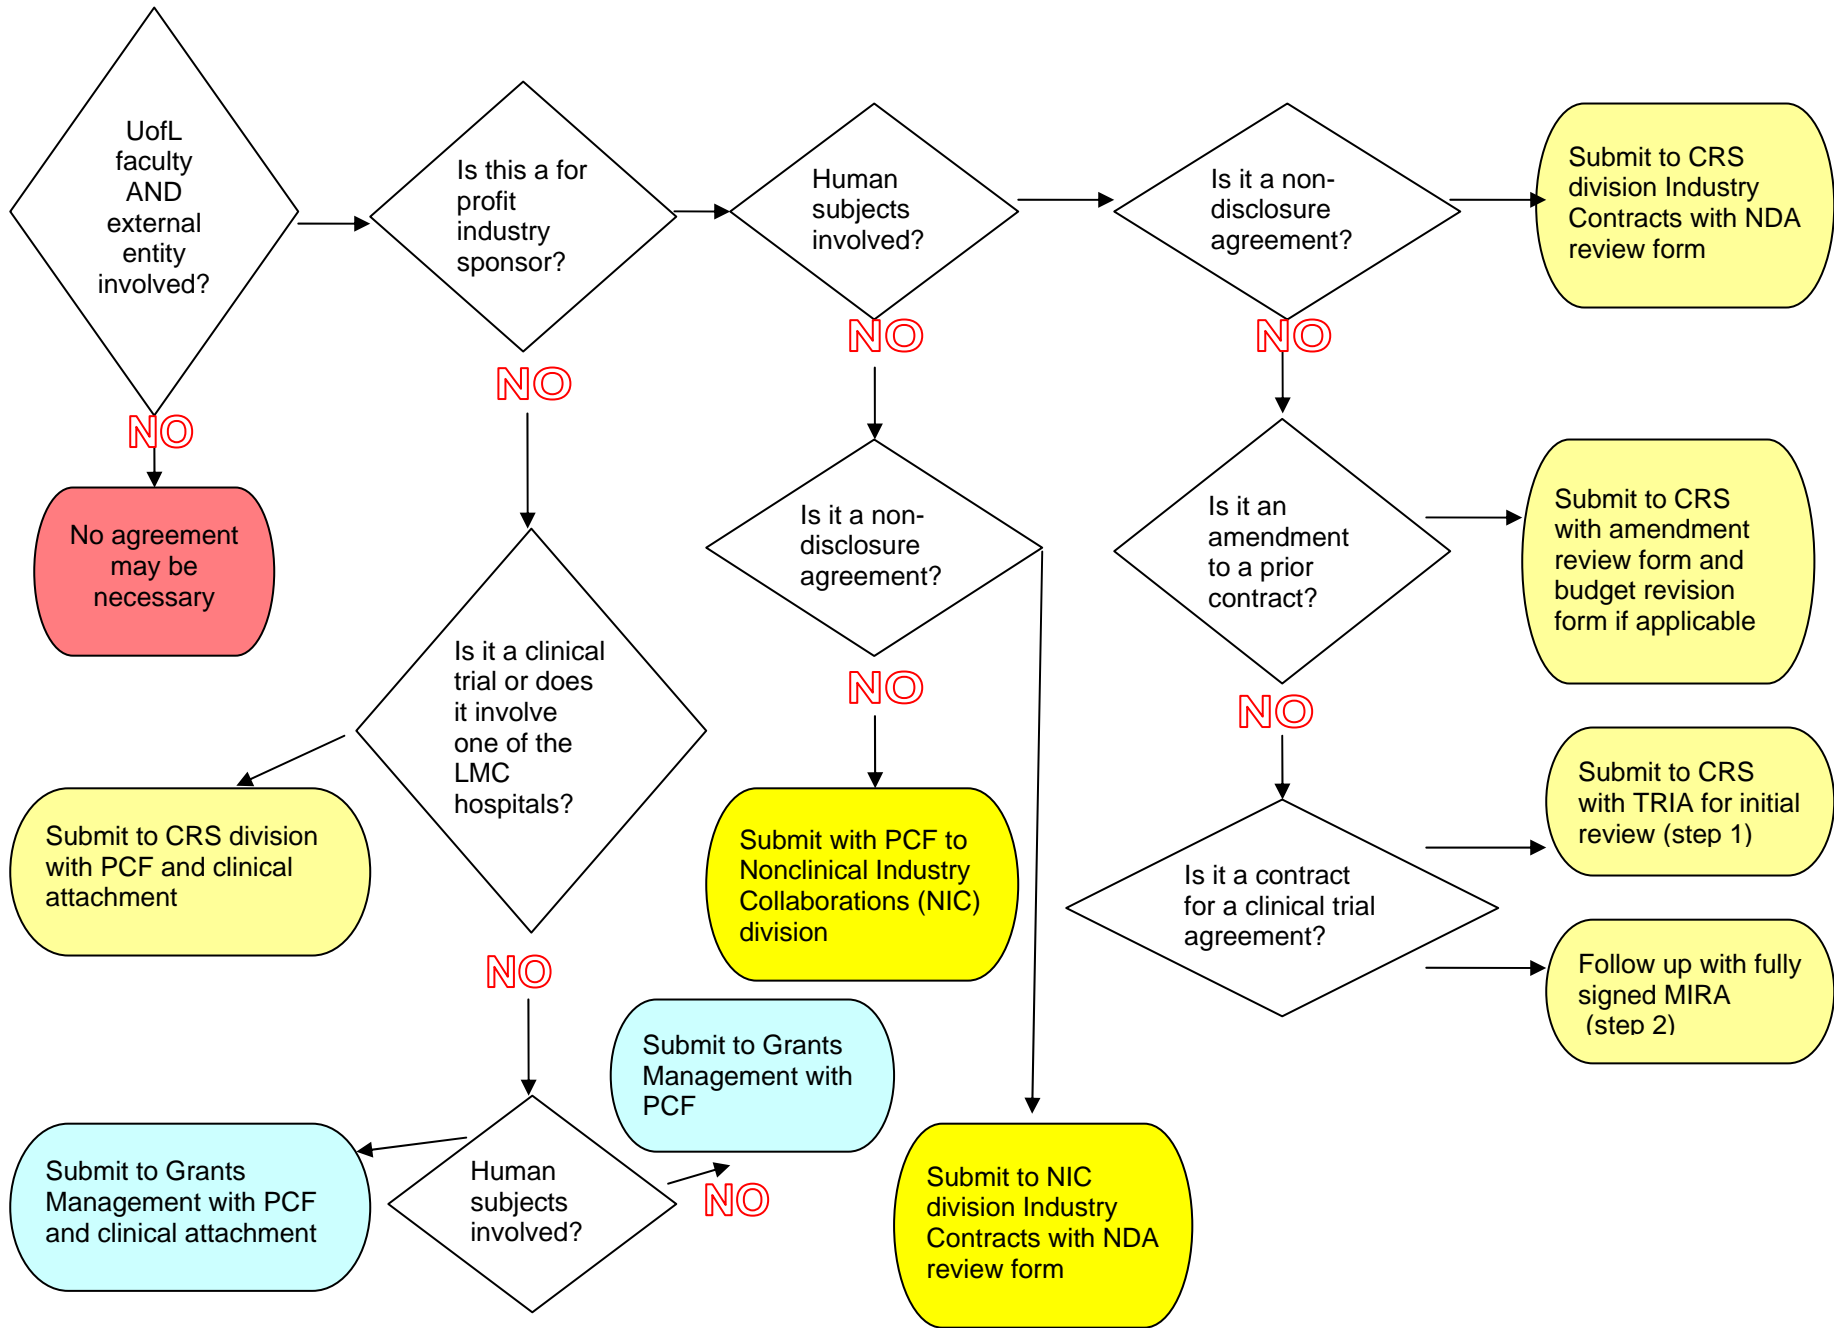 UofL
faculty
AND
external
entity
involved?
NO
No agreement
may be
necessary
Is this a for
profit
industry
sponsor?
NO
Is it a clinical
trial or does
it involve
one of the
LMC
hospitals?
Submit to CRS division
with PCF and clinical
attachment
NO
Human
subjects
involved?
Submit to Grants
Management with PCF
and clinical attachment
NO
Submit to Grants
Management with
PCF
Human
subjects
involved?
NO
Is it a non-
disclosure
agreement?
NO
Submit with PCF to
Nonclinical Industry
Collaborations (NIC)
division
Submit to NIC
division Industry
Contracts with NDA
review form
Is it a non-
disclosure
agreement?
Submit to CRS
division Industry
Contracts with NDA
review form
NO
Is it an
amendment
to a prior
contract?
Submit to CRS
with amendment
review form and
budget revision
form if applicable
NO
Is it a contract
for a clinical trial
agreement?
Submit to CRS
with TRIA for initial
review (step 1)
Follow up with fully
signed MIRA
(step 2)